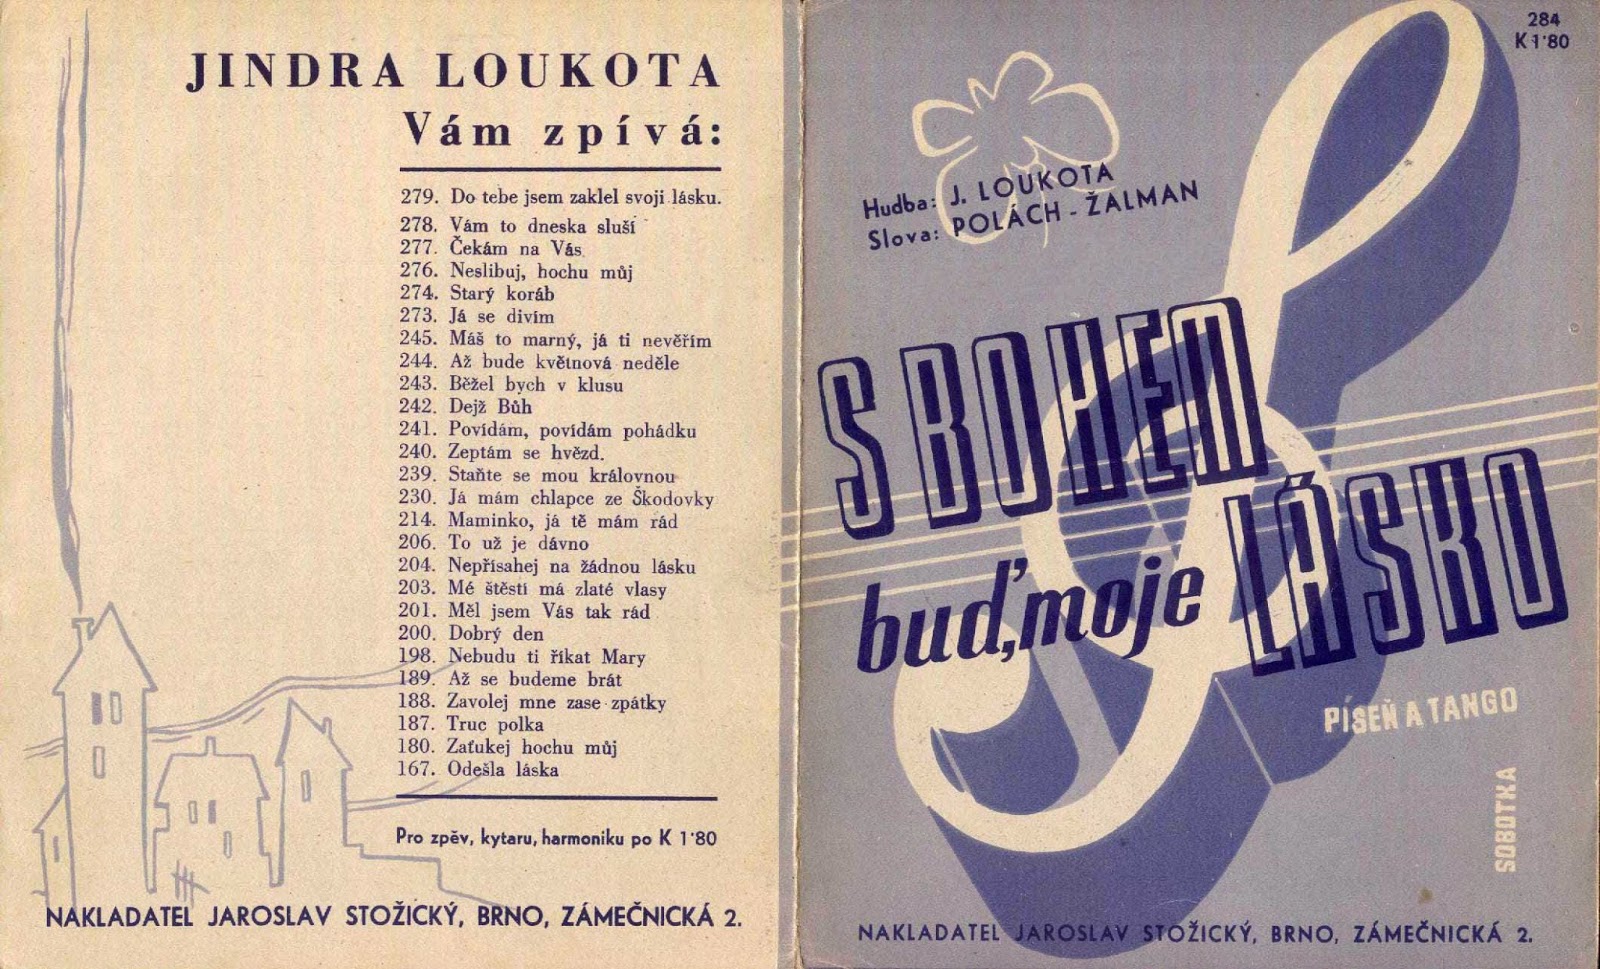 JINDRA LOUKOTA
Vám zpívá:
279. Do tebe jsem zaklel svoji lásku.
278. Vám to dneska sluší
277. Čekám na Vás
276. Neslibuj, hochu můj
274. Starý koráb
273. Já se divím
245. Máš to marný, já ti nevěřím
244. Až bude květnová neděle
243. Běžel bych v klusu
242. Dejž Bůh
241. Povídám, povídám pohádku
240. Zeptám se hvězd.
239. Staňte se mou královnou
230. Já mám chlapce ze Škodovky
214. Maminko, já tě mám rád
206. To už je dávno
204. Nepřísahej na žádnou lásku
203. Mé štěstí má zlaté vlasy
201. Měl jsem Vás tak rád
200. Dobrý den
198. Nebudu ti říkat Mary
189. Až se budeme brát
188. Zavolej mne zase zpátky
187. Truc polka
180. Zaťukej hochu můj
167. Odešla láska
Pro zpěv, kytaru, harmoniku po K 1·80
NAKLADATEL JAROSLAV STOŽICKÝ, BRNO, ZÁMEČNICKÁ 2.
284
K 1·80
Hudba: J. LOUKOTA
Slova: POLÁCH - ŽALMAN
S BOHEM
buď, moje LÁSKO
PÍSEŇ A TANGO
SOBOTKA
NAKLADATEL JAROSLAV STOŽICKÝ, BRNO, ZÁMEČNICKÁ 2.